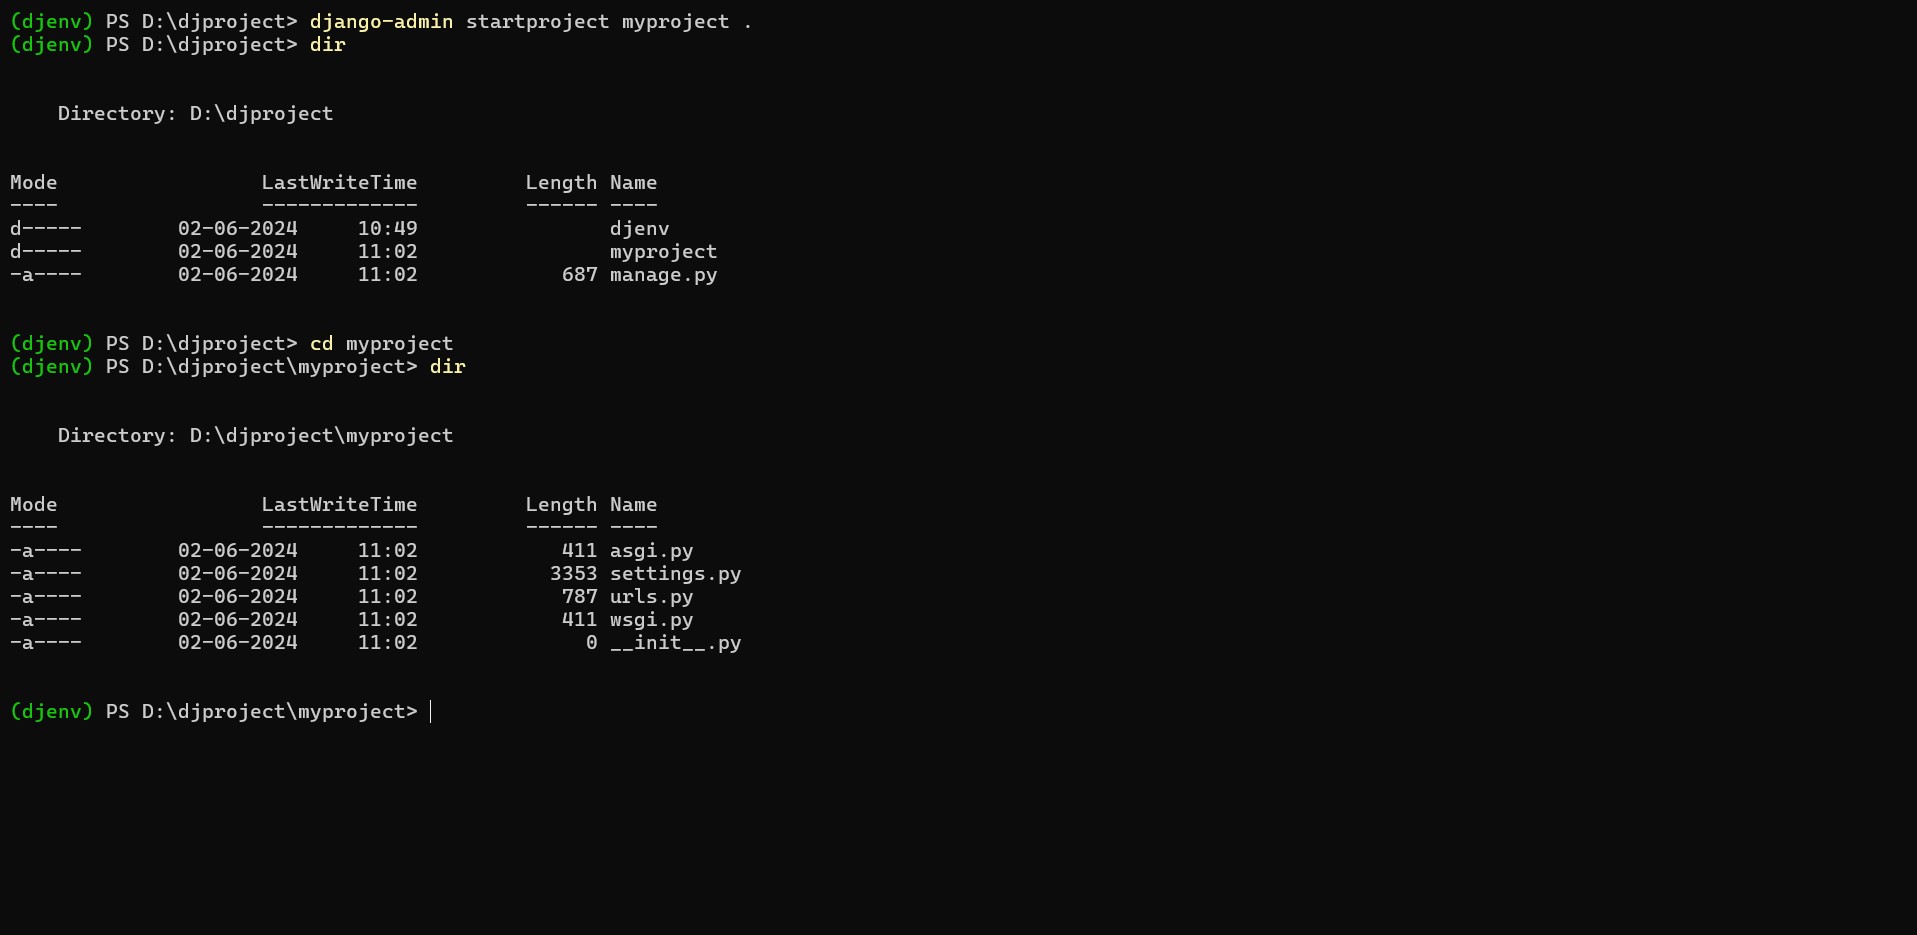 (djenv) PS D:\djproject> django-admin startproject myproject .
(djenv) PS D:\djproject> dir
Directory: D:\djproject
Mode LastWriteTime Length Name
---- ------------- ------ ----
d----- 02-06-2024 10:49 djenv
d----- 02-06-2024 11:02 myproject
-a---- 02-06-2024 11:02 687 manage.py
(djenv) PS D:\djproject> cd myproject
(djenv) PS D:\djproject\myproject> dir
Directory: D:\djproject\myproject
Mode LastWriteTime Length Name
---- ------------- ------ ----
-a---- 02-06-2024 11:02 411 asgi.py
-a---- 02-06-2024 11:02 3353 settings.py
-a---- 02-06-2024 11:02 787 urls.py
-a---- 02-06-2024 11:02 411 wsgi.py
-a---- 02-06-2024 11:02 0 __init__.py
(djenv) PS D:\djproject\myproject>